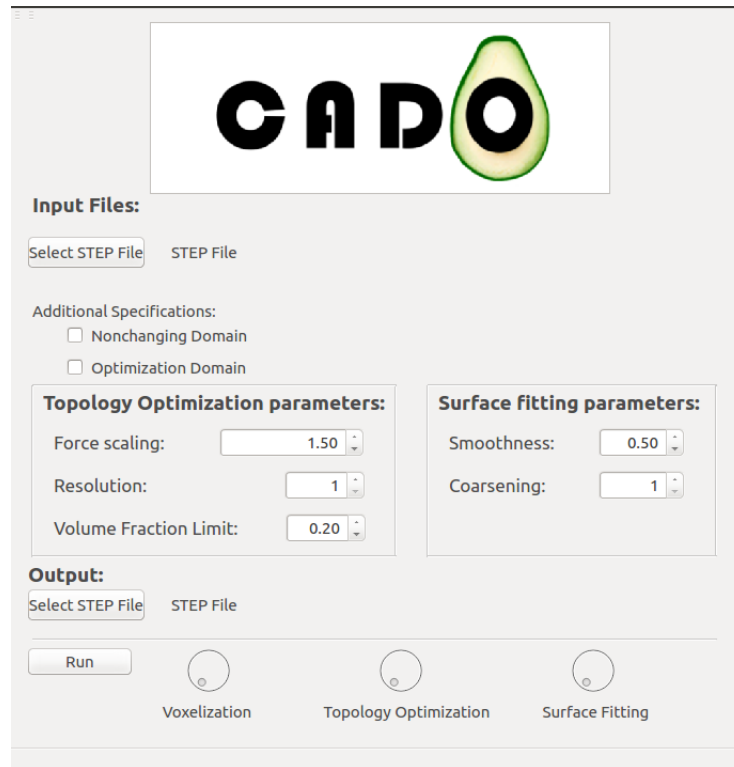 CADO
Input Files:
Select STEP File STEP File
Additional Specifications:
Nonchanging Domain
Optimization Domain
Topology Optimization parameters:
Force scaling: 1.50
Resolution: 1
Volume Fraction Limit: 0.20
Surface fitting parameters:
Smoothness: 0.50
Coarsening: 1
Output:
Select STEP File STEP File
Run
Voxelization Topology Optimization Surface Fitting